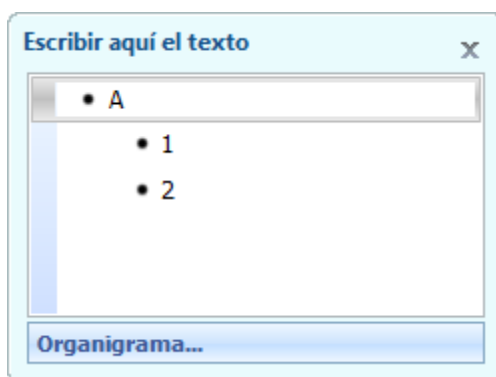 Escribir aquí el texto
x
• A
• 1
• 2
Organigrama...